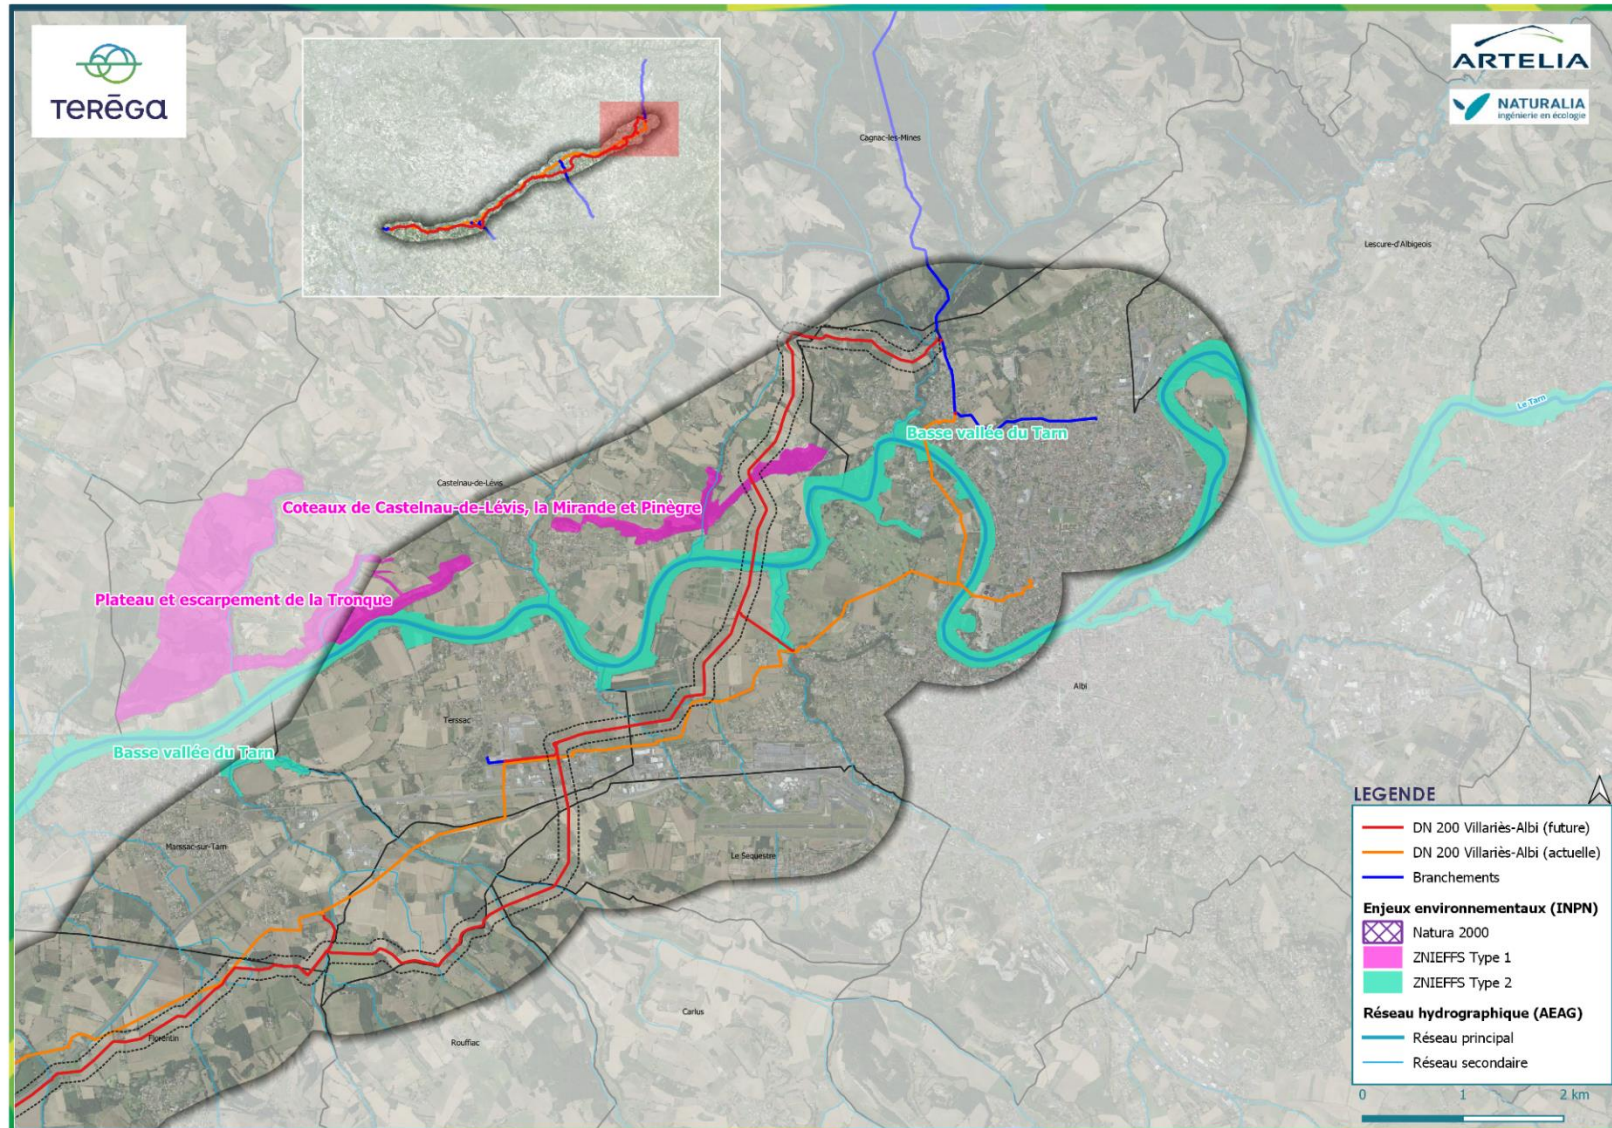 TERĒGA
ARTELIA
NATURALIA
ingénierie en écologie
Cagnac-les-Mines
Lescure-d'Albigeois
Le Tarn
Basse vallée du Tarn
Castelnau-de-Lévis
Coteaux de Castelnau-de-Lévis, la Mirande et Pinègre
Plateau et escarpement de la Tronque
Albi
Terssac
Basse vallée du Tarn
Marssac-sur-Tarn
Le Sequestre
Carlus
Florentin
Rouffiac
LEGENDE
DN 200 Villariès-Albi (future)
DN 200 Villariès-Albi (actuelle)
Branchements
Enjeux environnementaux (INPN)
Natura 2000
ZNIEFFS Type 1
ZNIEFFS Type 2
Réseau hydrographique (AEAG)
Réseau principal
Réseau secondaire
0 1 2 km